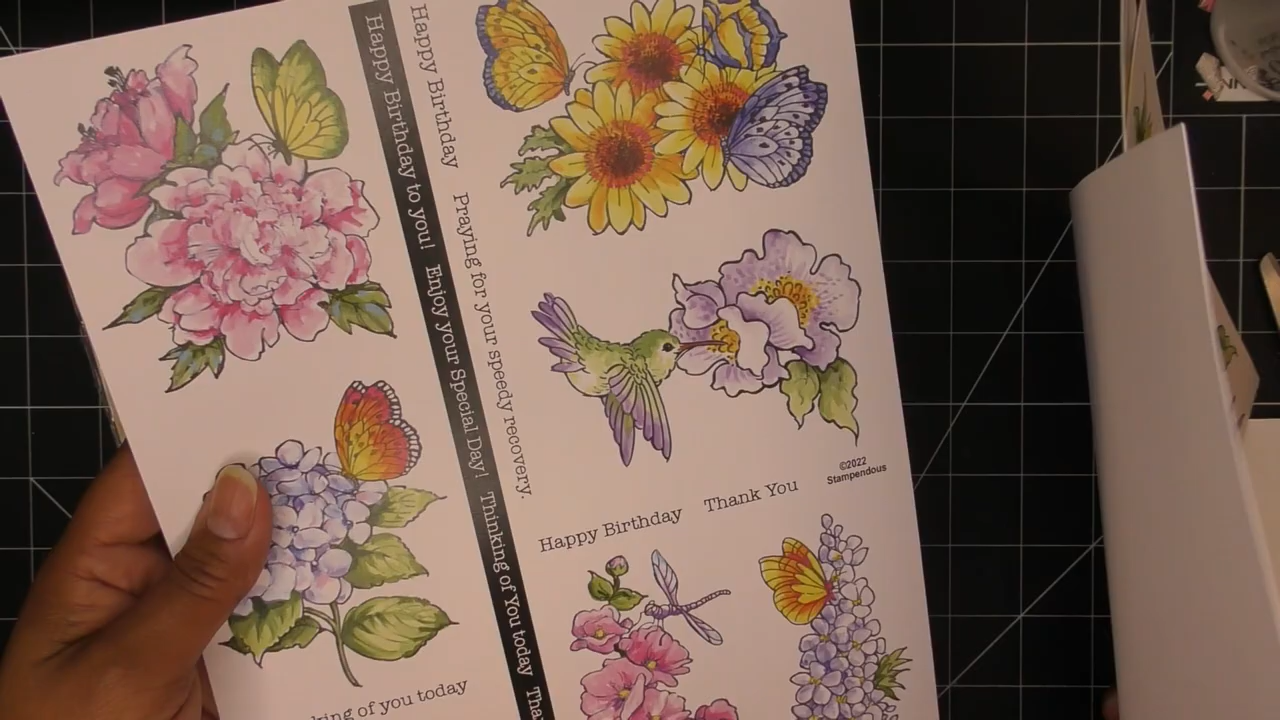 Happy Birthday to you! Enjoy your Special Day! Thinking of You today
Happy Birthday Praying for your speedy recovery.
©2022
Stampendous
Happy Birthday Thank You
of you today